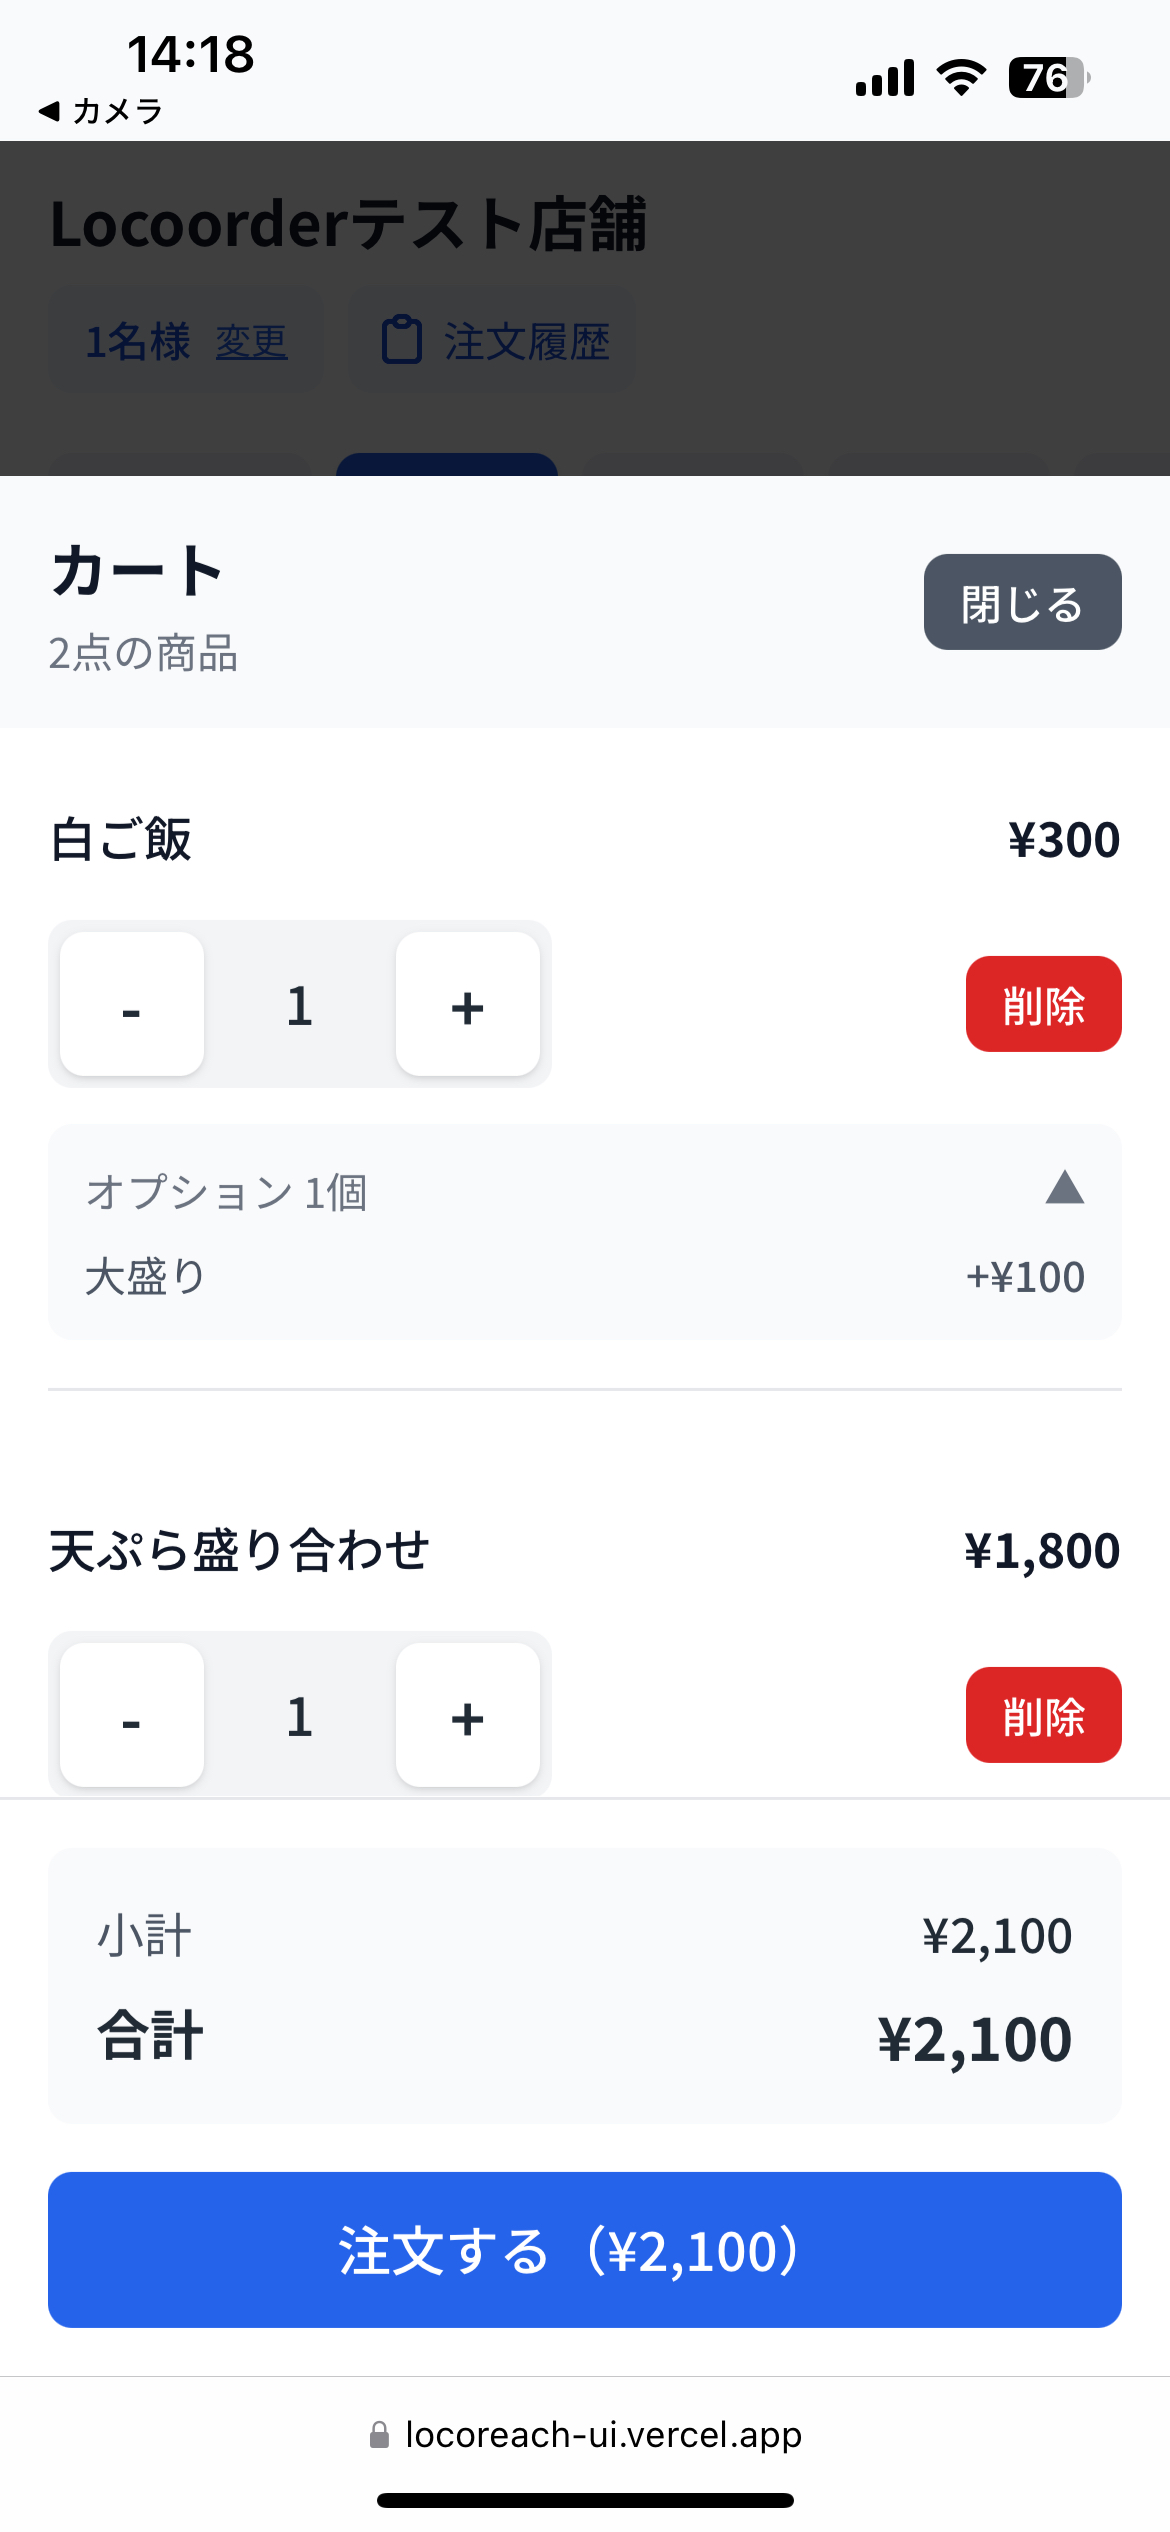 14:18
76
◀ カメラ
Locoorderテスト店舗
1名様 変更 注文履歴
カート
2点の商品
閉じる
白ご飯 ¥300
- 1 + 削除
オプション 1個 ▲
大盛り +¥100
天ぷら盛り合わせ ¥1,800
- 1 + 削除
小計 ¥2,100
合計 ¥2,100
注文する（¥2,100）
locoreach-ui.vercel.app